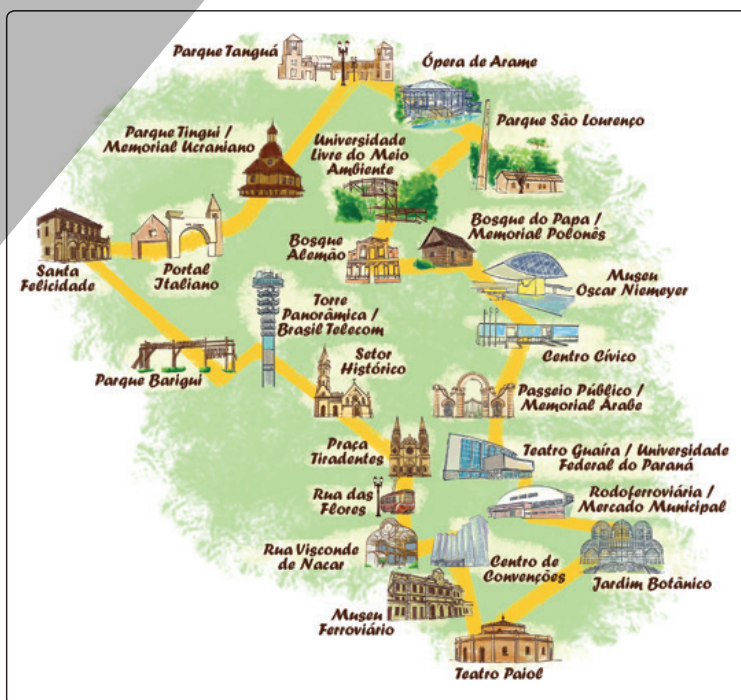 Parque Tanguá
Ópera de Arame
Parque São Lourenço
Parque Tingui /
Memorial Ucraniano
Universidade
Livre do Meio
Ambiente
Bosque do Papa /
Memorial Polonês
Bosque
Alemão
Santa
Felicidade
Portal
Italiano
Museu
Oscar Niemeyer
Torre
Panorâmica /
Brasil Telecom
Centro Cívico
Parque Barigui
Setor
Histórico
Passeio Público /
Memorial Árabe
Praça
Tiradentes
Teatro Guaíra / Universidade
Federal do Paraná
Rua das
Flores
Rodoferroviária /
Mercado Municipal
Rua Visconde
de Nacar
Centro de
Convenções
Jardim Botânico
Museu
Ferroviário
Teatro Paiol